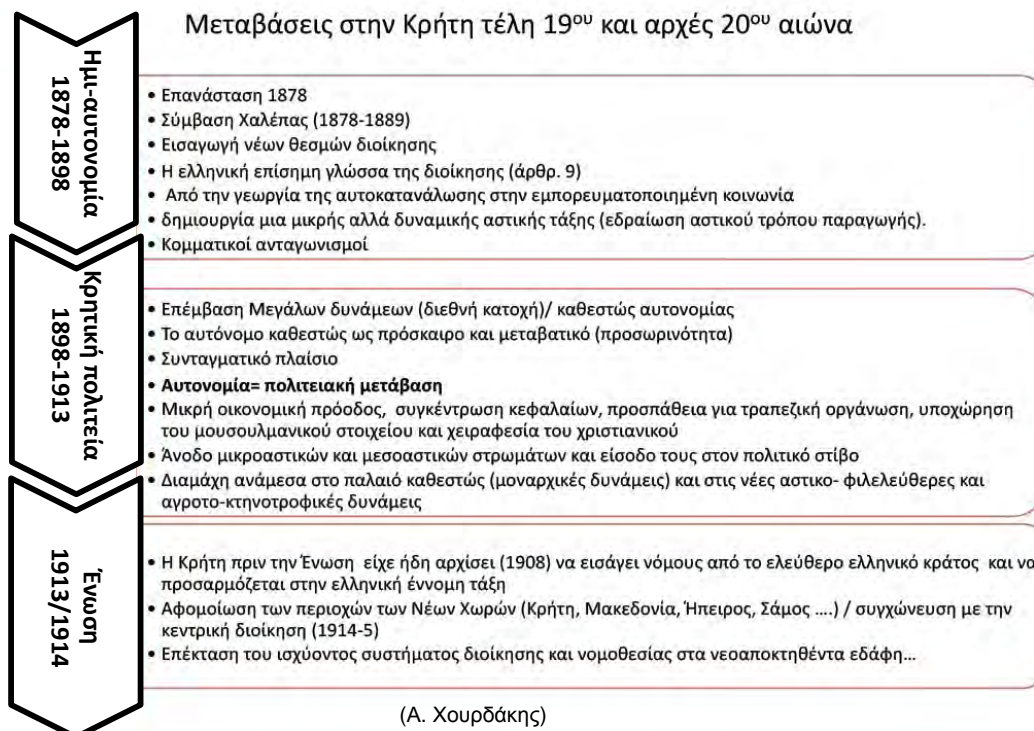 Μεταβάσεις στην Κρήτη τέλη 19ου και αρχές 20ου αιώνα
Ημι-αυτονομία
1878-1898
• Επανάσταση 1878
• Σύμβαση Χαλέπας (1878-1889)
• Εισαγωγή νέων θεσμών διοίκησης
• Η ελληνική επίσημη γλώσσα της διοίκησης (άρθρ. 9)
• Από την γεωργία της αυτοκατανάλωσης στην εμπορευματοποιημένη κοινωνία
• δημιουργία μια μικρής αλλά δυναμικής αστικής τάξης (εδραίωση αστικού τρόπου παραγωγής).
• Κομματικοί ανταγωνισμοί
Κρητική πολιτεία
1898-1913
• Επέμβαση Μεγάλων δυνάμεων (διεθνή κατοχή)/ καθεστώς αυτονομίας
• Το αυτόνομο καθεστώς ως πρόσκαιρο και μεταβατικό (προσωρινότητα)
• Συνταγματικό πλαίσιο
• Αυτονομία= πολιτειακή μετάβαση
• Μικρή οικονομική πρόοδος, συγκέντρωση κεφαλαίων, προσπάθεια για τραπεζική οργάνωση, υποχώρηση
του μουσουλμανικού στοιχείου και χειραφεσία του χριστιανικού
• Άνοδο μικροαστικών και μεσοαστικών στρωμάτων και είσοδο τους στον πολιτικό στίβο
• Διαμάχη ανάμεσα στο παλαιό καθεστώς (μοναρχικές δυνάμεις) και στις νέες αστικο- φιλελεύθερες και
αγροτο-κτηνοτροφικές δυνάμεις
Ένωση
1913/1914
• Η Κρήτη πριν την Ένωση είχε ήδη αρχίσει (1908) να εισάγει νόμους από το ελεύθερο ελληνικό κράτος και να
προσαρμόζεται στην ελληνική έννομη τάξη
• Αφομοίωση των περιοχών των Νέων Χωρών (Κρήτη, Μακεδονία, Ήπειρος, Σάμος ....) / συγχώνευση με την
κεντρική διοίκηση (1914-5)
• Επέκταση του ισχύοντος συστήματος διοίκησης και νομοθεσίας στα νεοαποκτηθέντα εδάφη...
(Α. Χουρδάκης)